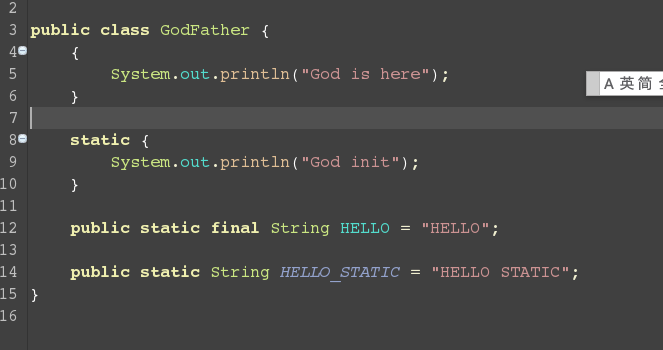 2
3 public class GodFather {
4 {
5 System.out.println("God is here");
6 }
7
8 static {
9 System.out.println("God init");
10 }
11
12 public static final String HELLO = "HELLO";
13
14 public static String HELLO_STATIC = "HELLO STATIC";
15 }
16
A 英 简